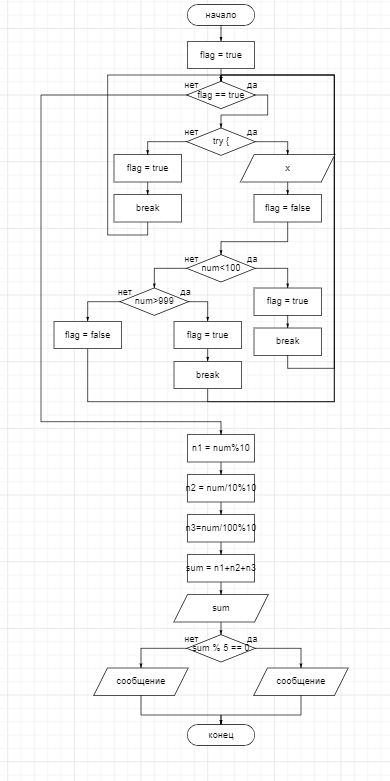 начало
flag = true
нет
да
flag == true
нет
да
try {
flag = true
x
break
flag = false
нет
да
num<100
нет
да
num>999
flag = true
flag = false
flag = true
break
break
n1 = num%10
n2 = num/10%10
n3=num/100%10
sum = n1+n2+n3
sum
нет
да
sum % 5 == 0
сообщение
сообщение
конец